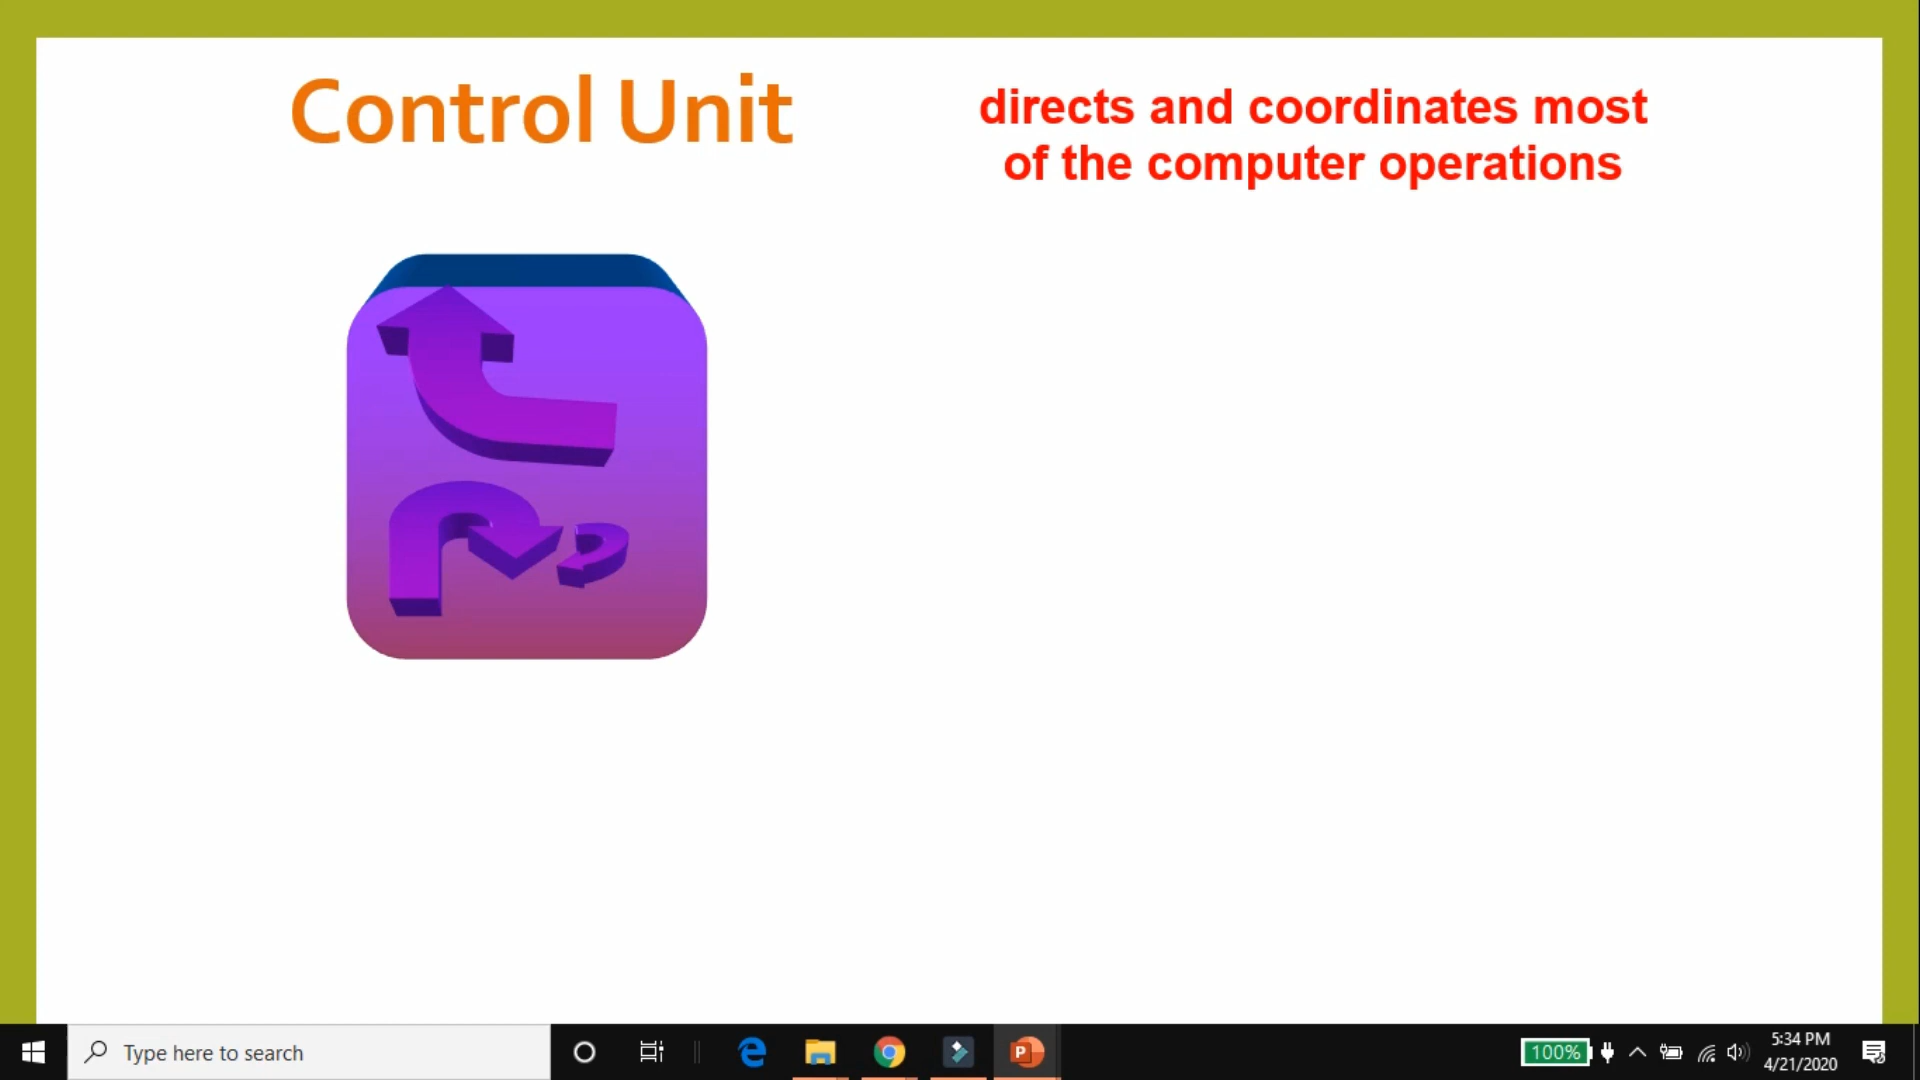 Control Unit
directs and coordinates most
of the computer operations
Type here to search
100%
5:34 PM
4/21/2020